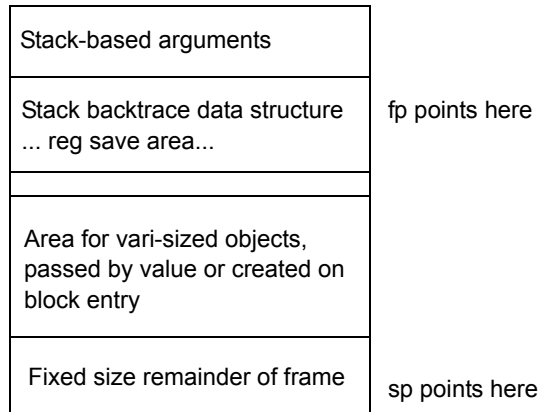 Stack-based arguments
Stack backtrace data structure
... reg save area...
fp points here
Area for vari-sized objects,
passed by value or created on
block entry
Fixed size remainder of frame
sp points here